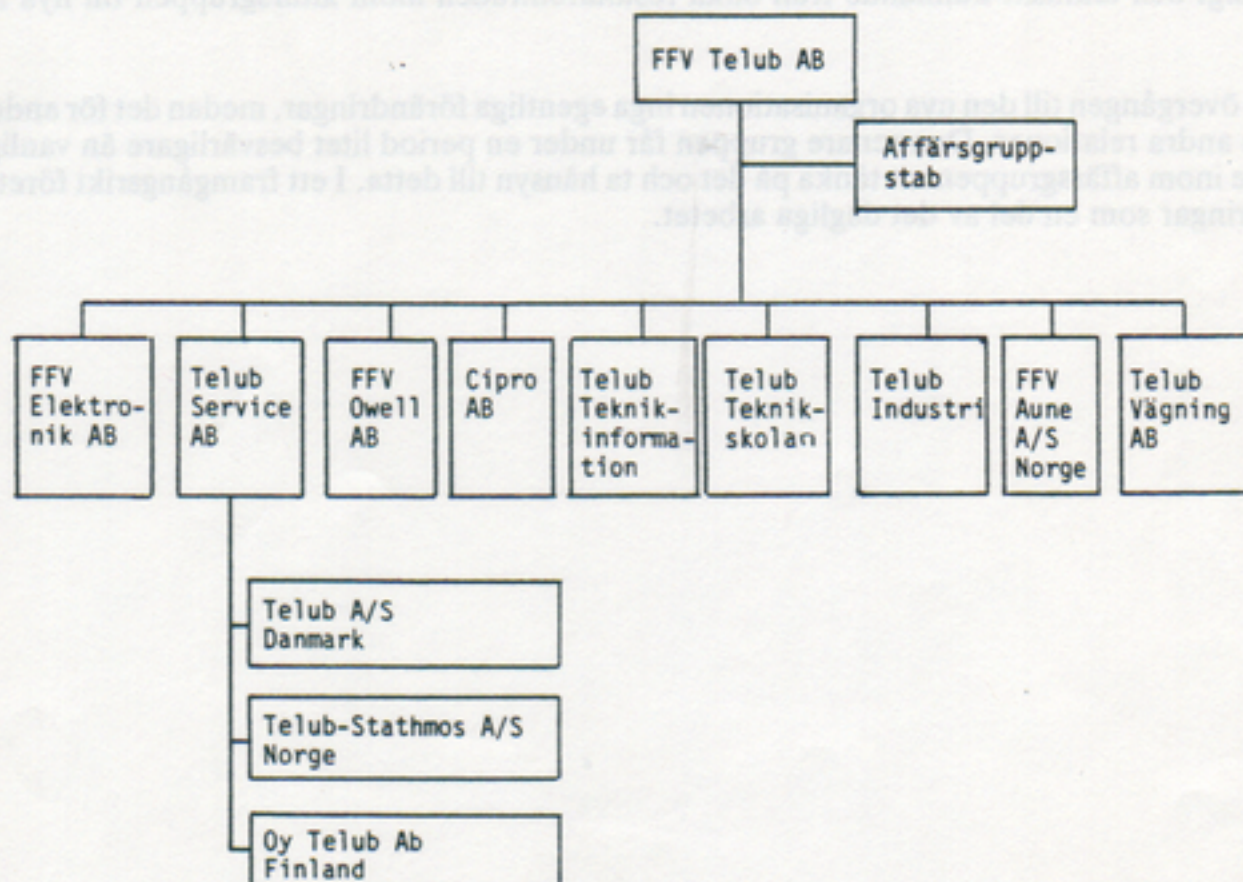 FFV Telub AB
Affärsgrupp-
stab
FFV
Elektro-
nik AB
Telub
Service
AB
FFV
Owell
AB
Cipro
AB
Telub
Teknik-
informa-
tion
Telub
Teknik-
skolan
Telub
Industri
FFV
Aune
A/S
Norge
Telub
Vägning
AB
Telub A/S
Danmark
Telub-Stathmos A/S
Norge
Oy Telub Ab
Finland